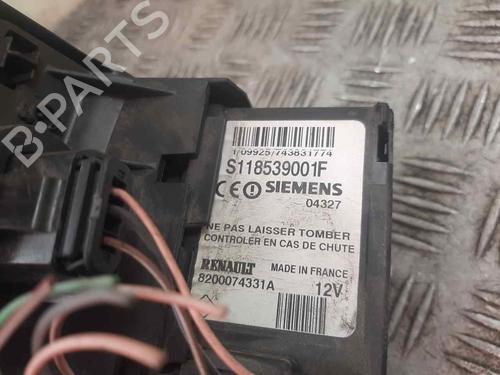 B-PARTS
1/09925/743831774
S118539001F
CE SIEMENS
04327
NE PAS LAISSER TOMBER
CONTROLER EN CAS DE CHUTE
RENAULT MADE IN FRANCE
8200074331A 12V